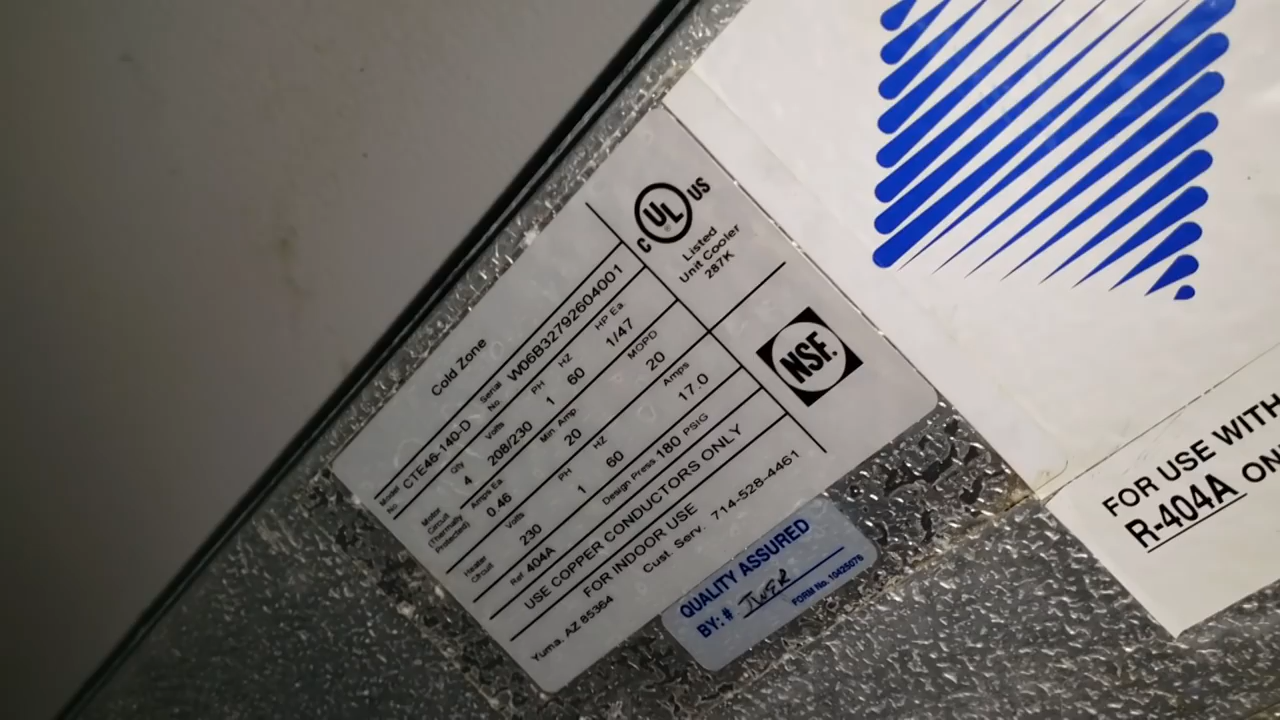 Cold Zone
Model No. CTE46-140-D Serial No. W06B32792604001
Motor Circuit (Thermally Protected)
Qty Volts PH HZ HP Ea.
4 208/230 1 60 1/47
Amps Ea. Min Amp MOPD
0.46 20 20
Heater Circuit
Volts PH HZ Amps
230 1 60 17.0
Ref 404A Design Press 180 PSIG
USE COPPER CONDUCTORS ONLY
FOR INDOOR USE
Yuma. AZ 85364 Cust. Serv. 714-528-4461
C UL US
®
Listed
Unit Cooler
287K
NSF.
QUALITY ASSURED
BY: #
FORM No. 10425076
FOR USE WITH
R-404A ON